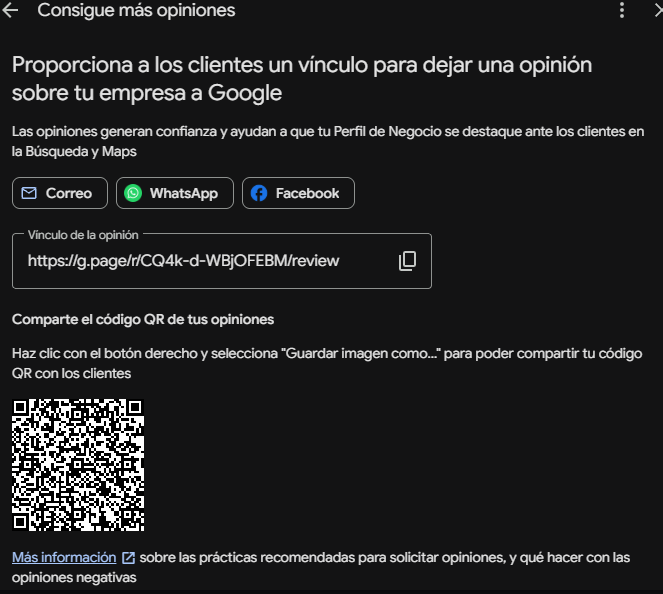 Consigue más opiniones
Proporciona a los clientes un vínculo para dejar una opinión
sobre tu empresa a Google
Las opiniones generan confianza y ayudan a que tu Perfil de Negocio se destaque ante los clientes en
la Búsqueda y Maps
Correo
WhatsApp
Facebook
Vínculo de la opinión
https://g.page/r/CQ4k-d-WBjOFEBM/review
Comparte el código QR de tus opiniones
Haz clic con el botón derecho y selecciona "Guardar imagen como..." para poder compartir tu código
QR con los clientes
Más información sobre las prácticas recomendadas para solicitar opiniones, y qué hacer con las
opiniones negativas